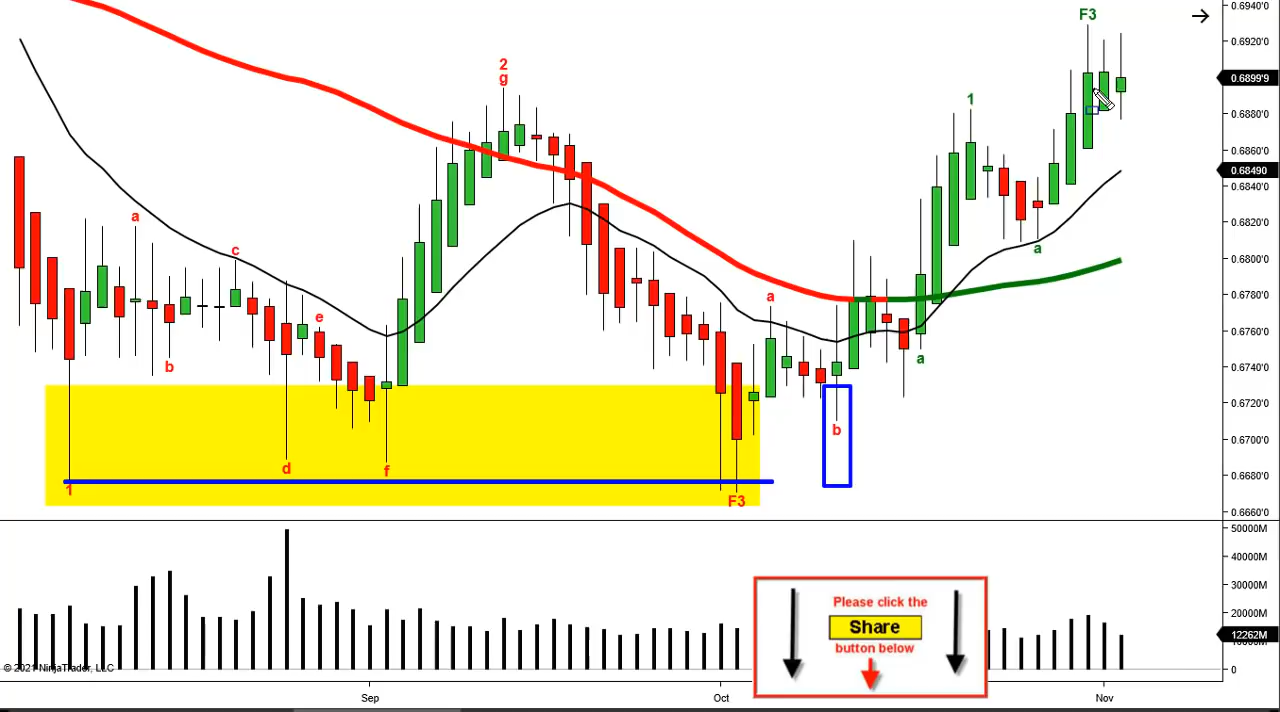 F3
→
0.6940'0
0.6920'0
0.6899'9
0.6880'0
0.6860'0
0.68490
0.6840'0
0.6820'0
0.6800'0
0.6780'0
0.6760'0
0.6740'0
0.6720'0
0.6700'0
0.6680'0
0.6660'0
2
g
1
a
c
e
b
a
a
a
d
f
b
1
F3
50000M
40000M
30000M
20000M
12262M
0
Please click the
Share
button below
© 2021 NinjaTrader, LLC
Sep
Oct
Nov